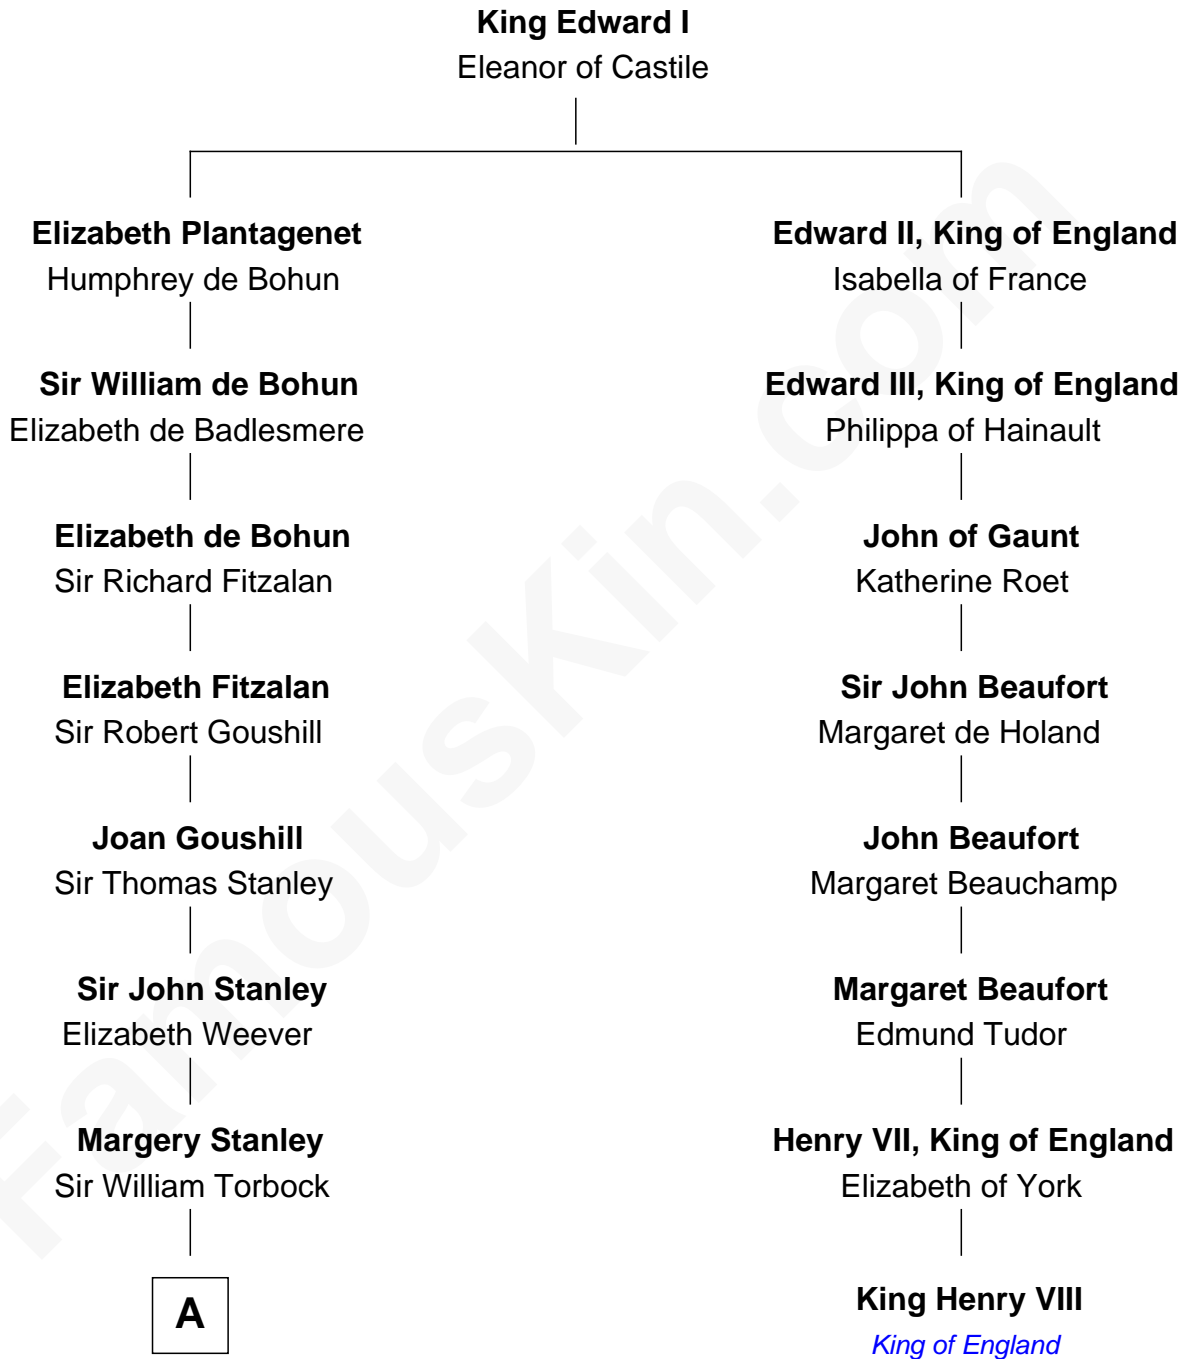 King Edward I
Eleanor of Castile
Elizabeth Plantagenet
Humphrey de Bohun
Edward II, King of England
Isabella of France
Sir William de Bohun
Elizabeth de Badlesmere
Edward III, King of England
Philippa of Hainault
Elizabeth de Bohun
Sir Richard Fitzalan
John of Gaunt
Katherine Roet
Elizabeth Fitzalan
Sir Robert Goushill
Sir John Beaufort
Margaret de Holand
Joan Goushill
Sir Thomas Stanley
John Beaufort
Margaret Beauchamp
Sir John Stanley
Elizabeth Weever
Margaret Beaufort
Edmund Tudor
Margery Stanley
Sir William Torbock
Henry VII, King of England
Elizabeth of York
A
King Henry VIII
King of England
FamousKin.com